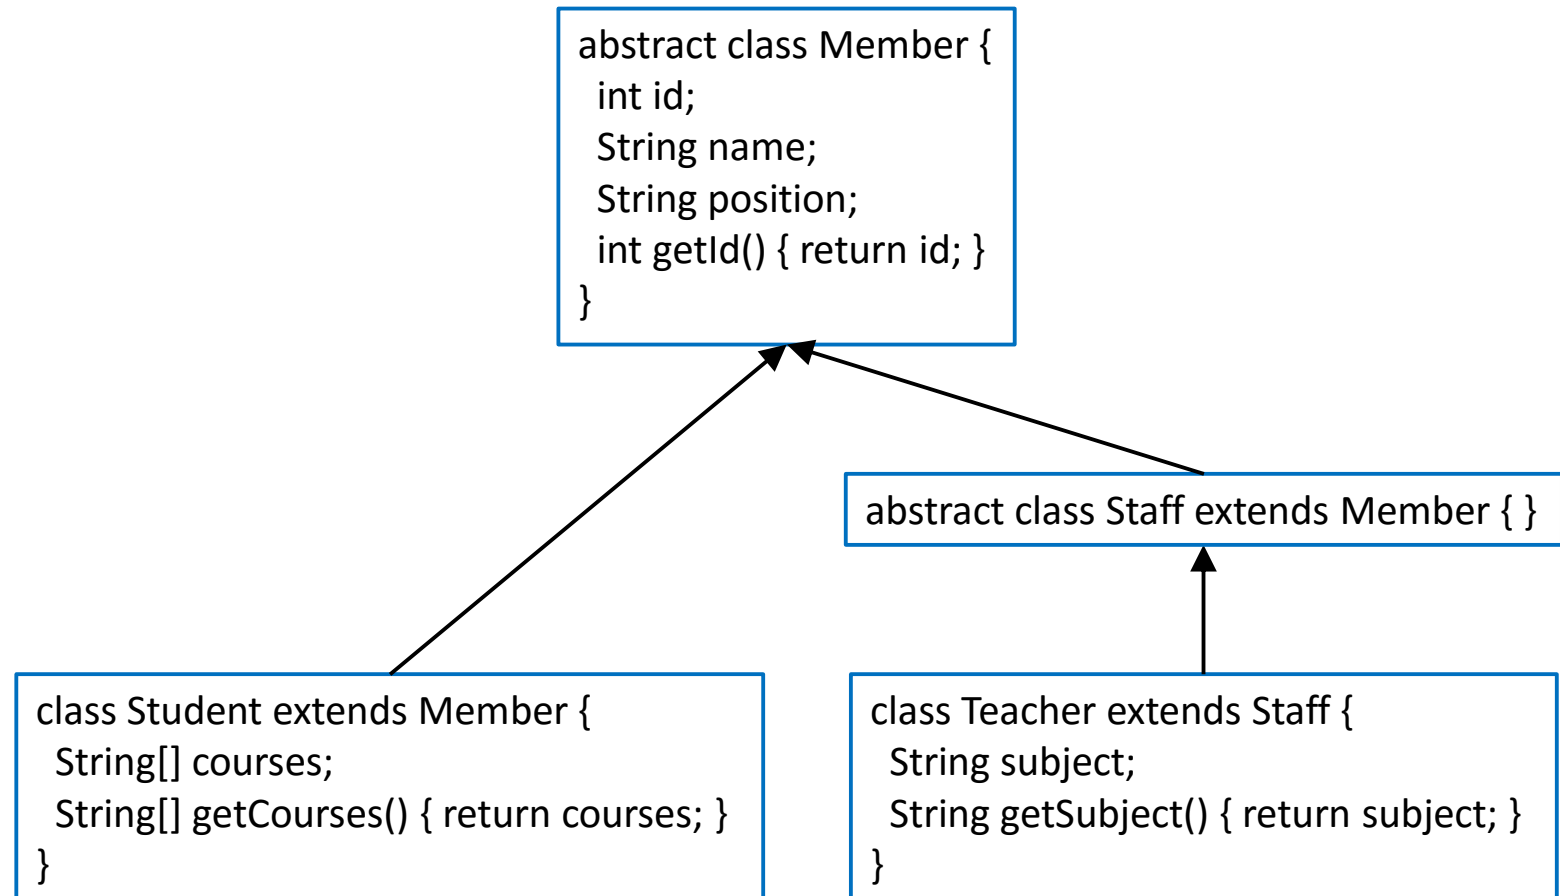 abstract class Member {
int id;
String name;
String position;
int getId() { return id; }
}
abstract class Staff extends Member { }
class Student extends Member {
String[] courses;
String[] getCourses() { return courses; }
}
class Teacher extends Staff {
String subject;
String getSubject() { return subject; }
}